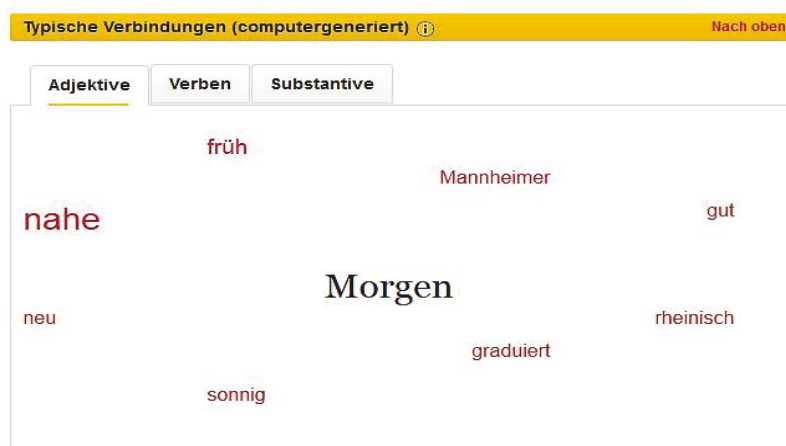 Typische Verbindungen (computergeneriert) Nach oben
Adjektive Verben Substantive
früh
Mannheimer
nahe
gut
Morgen
neu
rheinisch
graduiert
sonnig